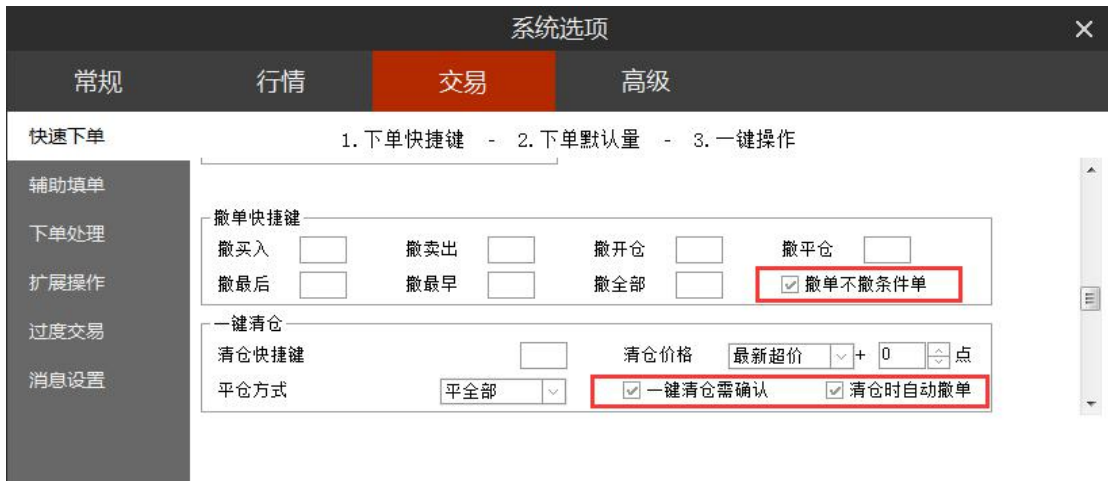 系统选项
常规 行情 交易 高级
快速下单
辅助填单
下单处理
扩展操作
过度交易
消息设置
1.下单快捷键 - 2.下单默认量 - 3.一键操作
撤单快捷键
撤买入 撤卖出 撤开仓 撤平仓
撤最后 撤最早 撤全部 撤单不撤条件单
一键清仓
清仓快捷键 清仓价格 最新超价 + 0 点
平仓方式 平全部 一键清仓需确认 清仓时自动撤单